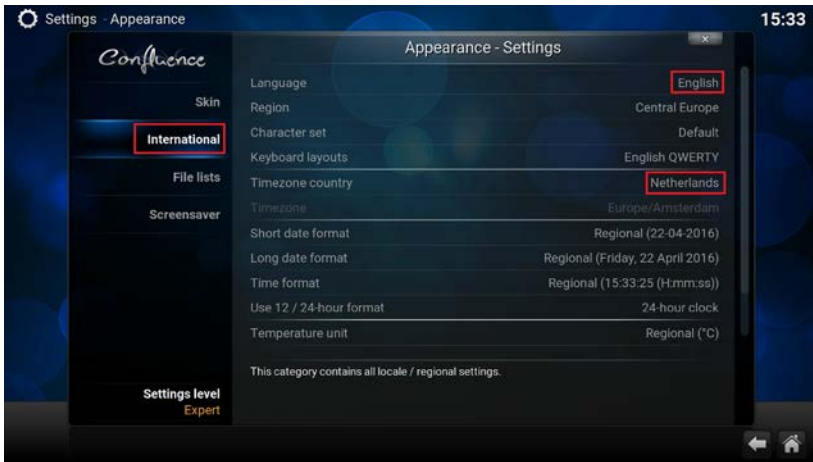 Settings - Appearance
15:33
Confluence
Appearance - Settings
Skin
International
File lists
Screensaver
Language English
Region Central Europe
Character set Default
Keyboard layouts English QWERTY
Timezone country Netherlands
Timezone Europe/Amsterdam
Short date format Regional (22-04-2016)
Long date format Regional (Friday, 22 April 2016)
Time format Regional (15:33:25 (H:mm:ss))
Use 12 / 24-hour format 24-hour clock
Temperature unit Regional (°C)
This category contains all locale / regional settings.
Settings level
Expert